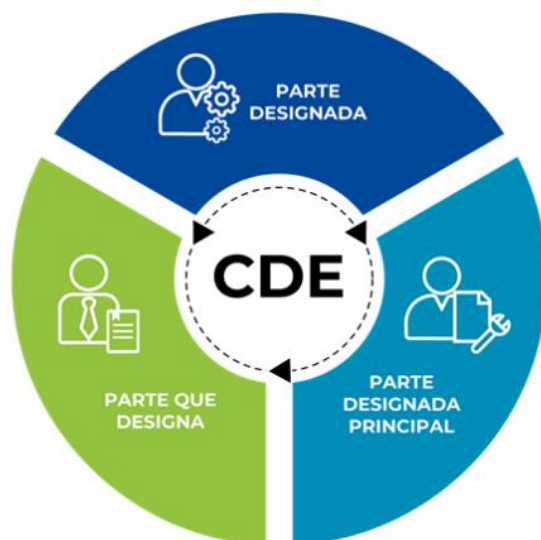 PARTE
DESIGNADA
CDE
PARTE QUE
DESIGNA
PARTE
DESIGNADA
PRINCIPAL